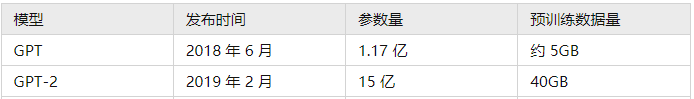 模型 发布时间 参数量 预训练数据量
GPT 2018 年 6 月 1.17 亿 约 5GB
GPT-2 2019 年 2 月 15 亿 40GB